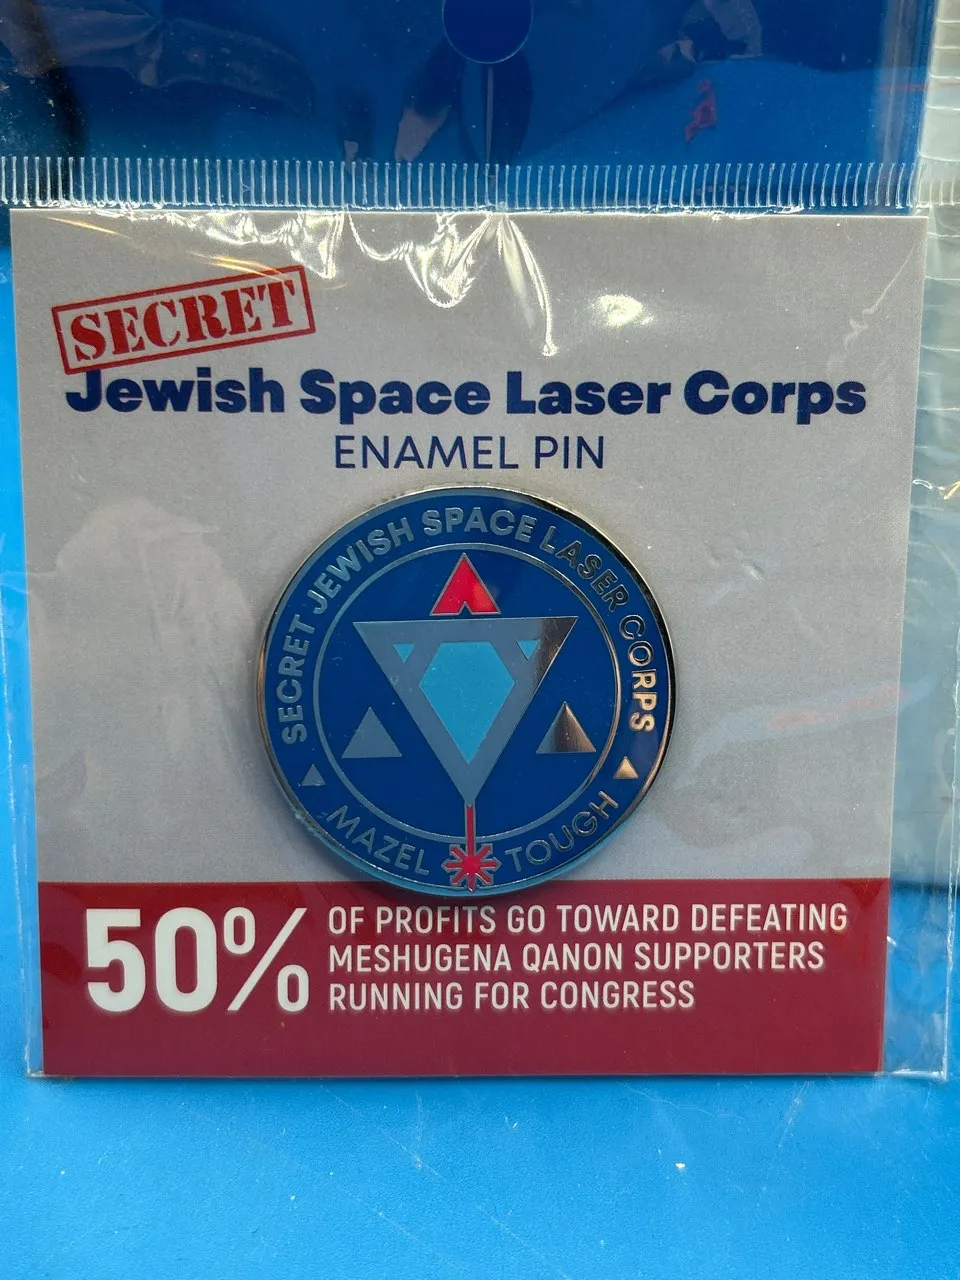 SECRET
Jewish Space Laser Corps
ENAMEL PIN
SECRET JEWISH SPACE LASER CORPS
MAZEL TOUGH
50% OF PROFITS GO TOWARD DEFEATING
MESHUGENA QANON SUPPORTERS
RUNNING FOR CONGRESS